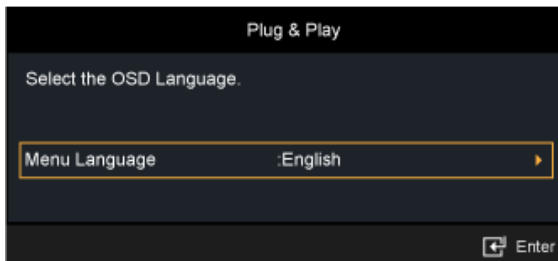 Plug & Play
Select the OSD Language.
Menu Language :English
Enter